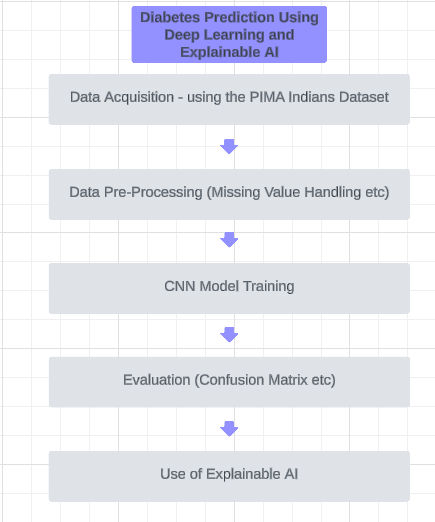 Diabetes Prediction Using
Deep Learning and
Explainable AI
Data Acquisition - using the PIMA Indians Dataset
Data Pre-Processing (Missing Value Handling etc)
CNN Model Training
Evaluation (Confusion Matrix etc)
Use of Explainable AI